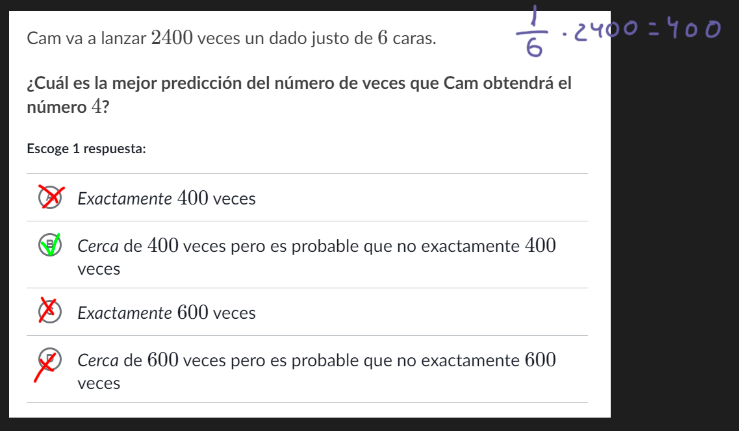 Cam va a lanzar 2400 veces un dado justo de 6 caras.
1/6 · 2400 = 400
¿Cuál es la mejor predicción del número de veces que Cam obtendrá el
número 4?
Escoge 1 respuesta:
A Exactamente 400 veces
B Cerca de 400 veces pero es probable que no exactamente 400
veces
C Exactamente 600 veces
D Cerca de 600 veces pero es probable que no exactamente 600
veces